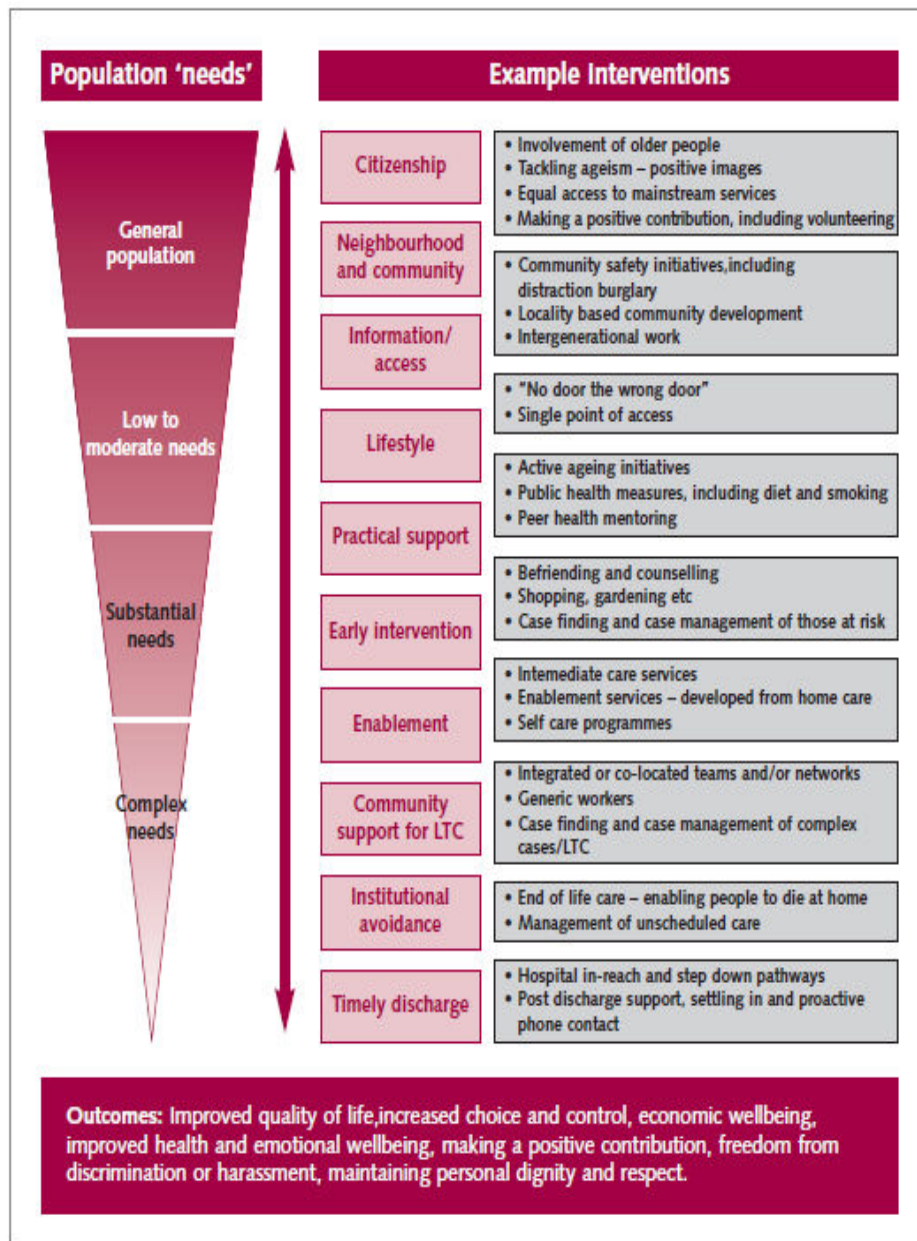 Population 'needs'
Example interventions
General
population
Low to
moderate needs
Substantial
needs
Complex
needs
Citizenship
Neighbourhood
and community
Information/
access
Lifestyle
Practical support
Early intervention
Enablement
Community
support for LTC
Institutional
avoidance
Timely discharge
• Involvement of older people
• Tackling ageism – positive images
• Equal access to mainstream services
• Making a positive contribution, including volunteering
• Community safety initiatives,including
distraction burglary
• Locality based community development
• Intergenerational work
• "No door the wrong door"
• Single point of access
• Active ageing initiatives
• Public health measures, including diet and smoking
• Peer health mentoring
• Befriending and counselling
• Shopping, gardening etc
• Case finding and case management of those at risk
• Intemediate care services
• Enablement services – developed from home care
• Self care programmes
• Integrated or co-located teams and/or networks
• Generic workers
• Case finding and case management of complex
cases/LTC
• End of life care – enabling people to die at home
• Management of unscheduled care
• Hospital in-reach and step down pathways
• Post discharge support, settling in and proactive
phone contact
Outcomes: Improved quality of life,increased choice and control, economic wellbeing,
improved health and emotional wellbeing, making a positive contribution, freedom from
discrimination or harassment, maintaining personal dignity and respect.